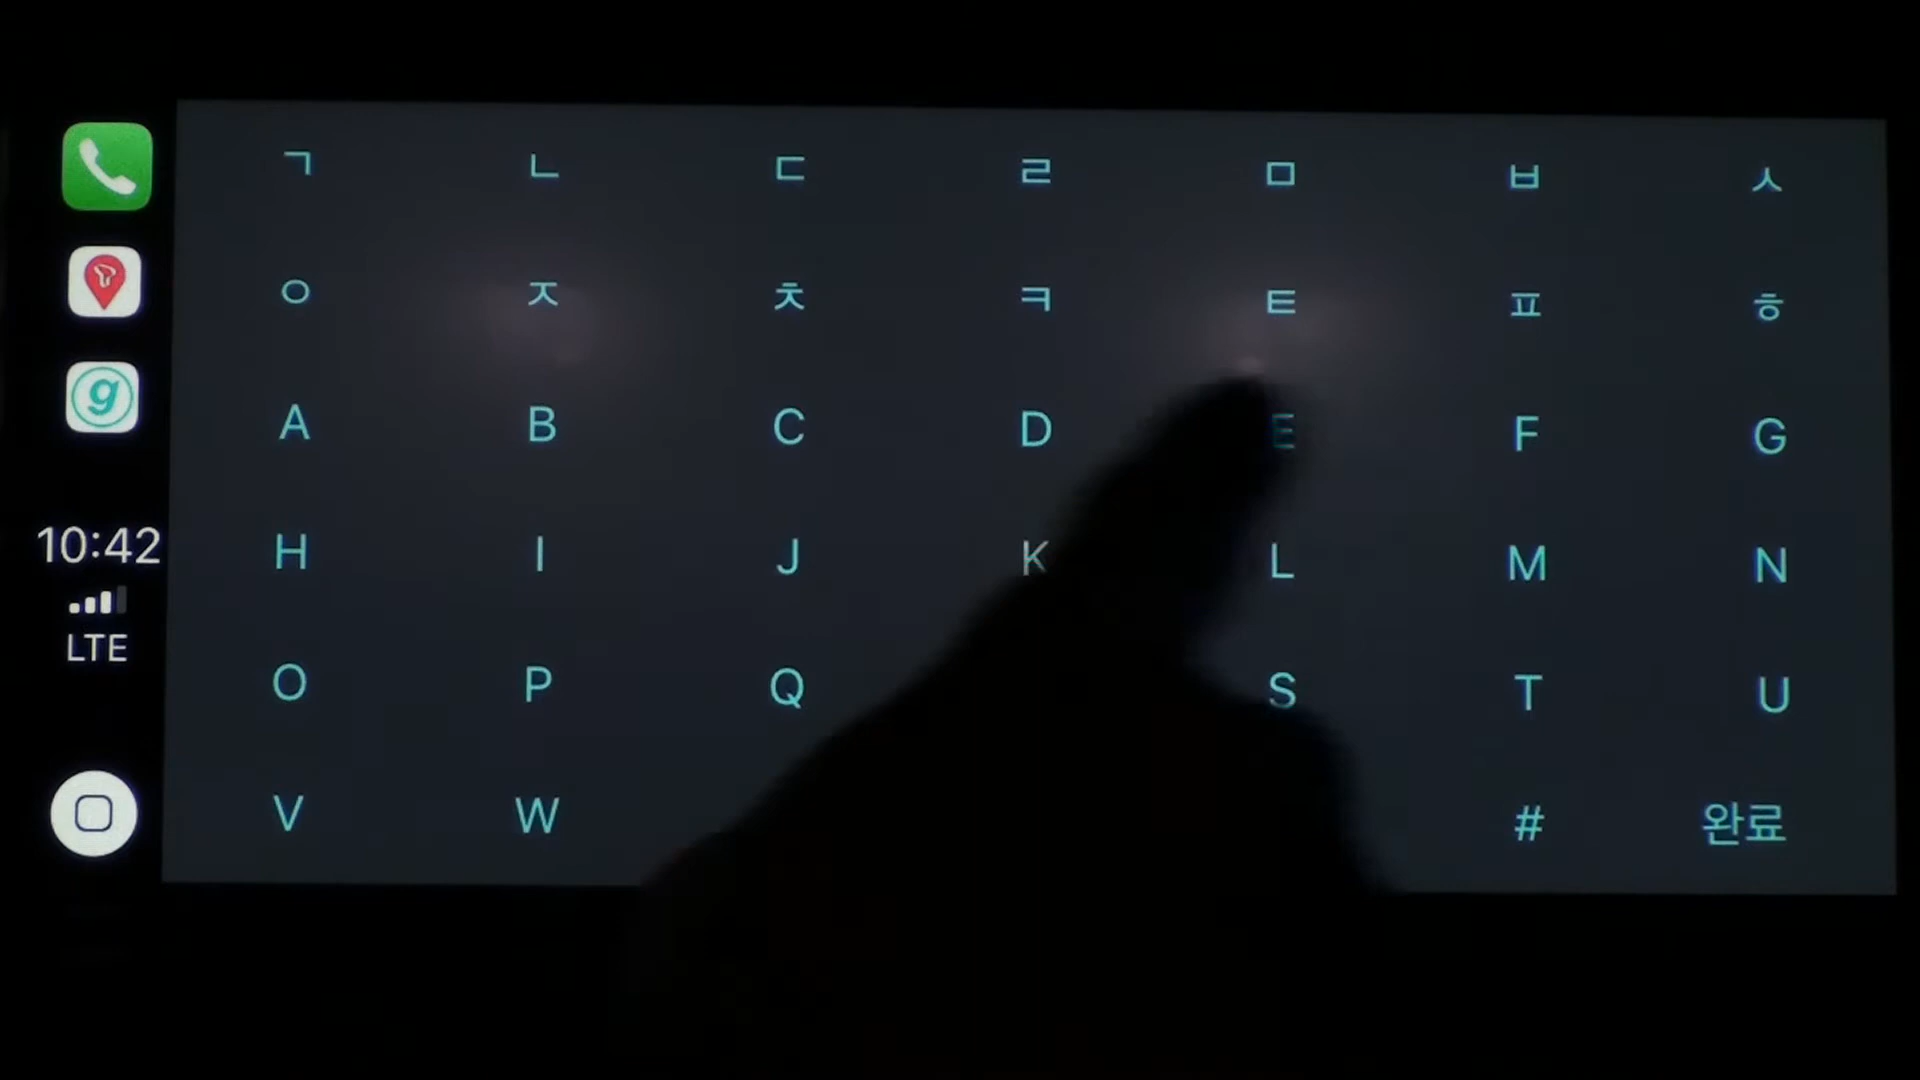 ㄱ ㄴ ㄷ ㄹ ㅁ ㅂ ㅅ
ㅇ ㅈ ㅊ ㅋ ㅌ ㅍ ㅎ
g
A B C D E F G
10:42
H I J K L M N
LTE
O P Q S T U
V W # 완료